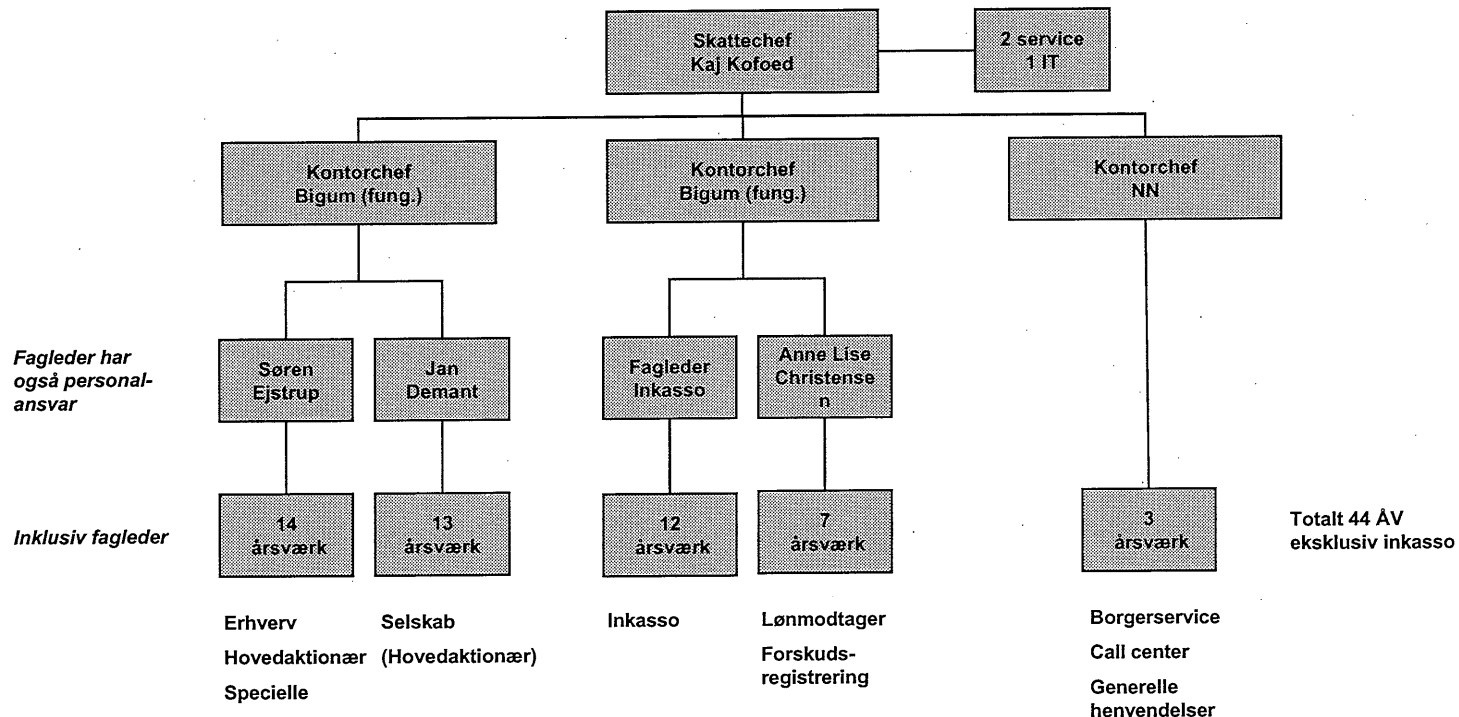 Skattechef
Kaj Kofoed
2 service
1 IT
Kontorchef
Bigum (fung.)
Kontorchef
Bigum (fung.)
Kontorchef
NN
Fagleder har
også personal-
ansvar
Søren
Ejstrup
Jan
Demant
Fagleder
Inkasso
Anne Lise
Christense
n
Inklusiv fagleder
14
årsværk
13
årsværk
12
årsværk
7
årsværk
3
årsværk
Totalt 44 ÅV
eksklusiv inkasso
Erhverv
Hovedaktionær
Specielle
Selskab
(Hovedaktionær)
Inkasso
Lønmodtager
Forskuds-
registrering
Borgerservice
Call center
Generelle
henvendelser